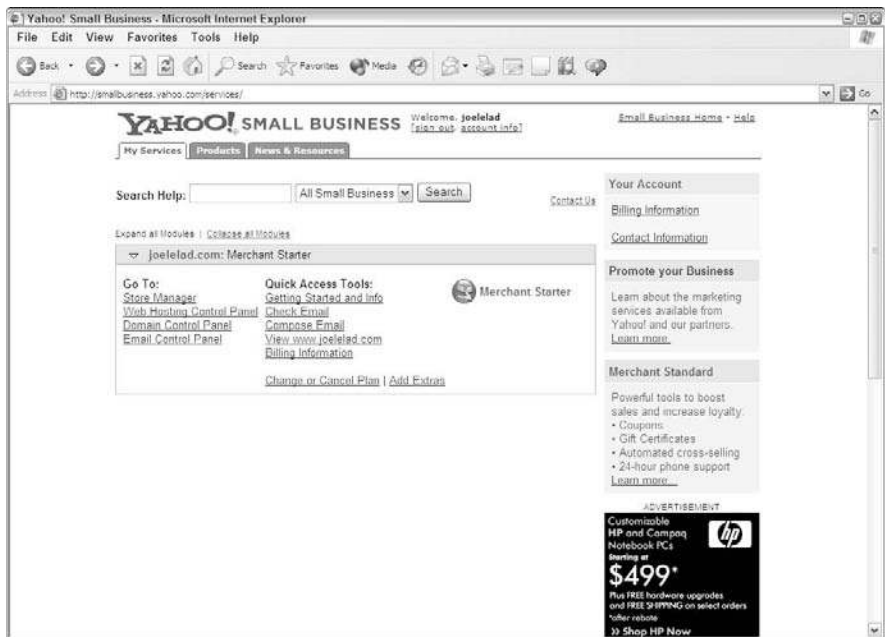 Yahoo! Small Business - Microsoft Internet Explorer
File Edit View Favorites Tools Help
Back Search Favorites Media
Address http://smallbusiness.yahoo.com/services/ Go
YAHOO! SMALL BUSINESS
Welcome, joelelad
[sign out, account info]
Small Business Home - Help
My Services Products News & Resources
Search Help: All Small Business Search
Contact Us
Expand all Modules | Collapse all Modules
joelelad.com: Merchant Starter
Go To:
Store Manager
Web Hosting Control Panel
Domain Control Panel
Email Control Panel
Quick Access Tools:
Getting Started and Info
Check Email
Compose Email
View www.joelelad.com
Billing Information
Change or Cancel Plan | Add Extras
Merchant Starter
Your Account
Billing Information
Contact Information
Promote your Business
Learn about the marketing
services available from
Yahoo! and our partners.
Learn more.
Merchant Standard
Powerful tools to boost
sales and increase loyalty:
• Coupons
• Gift Certificates
• Automated cross-selling
• 24-hour phone support
Learn more...
ADVERTISEMENT
Customizable
HP and Compaq
Notebook PCs
Starting at
$499*
hp
Plus FREE hardware upgrades
and FREE SHIPPING on select orders
*after rebate
>> Shop HP Now